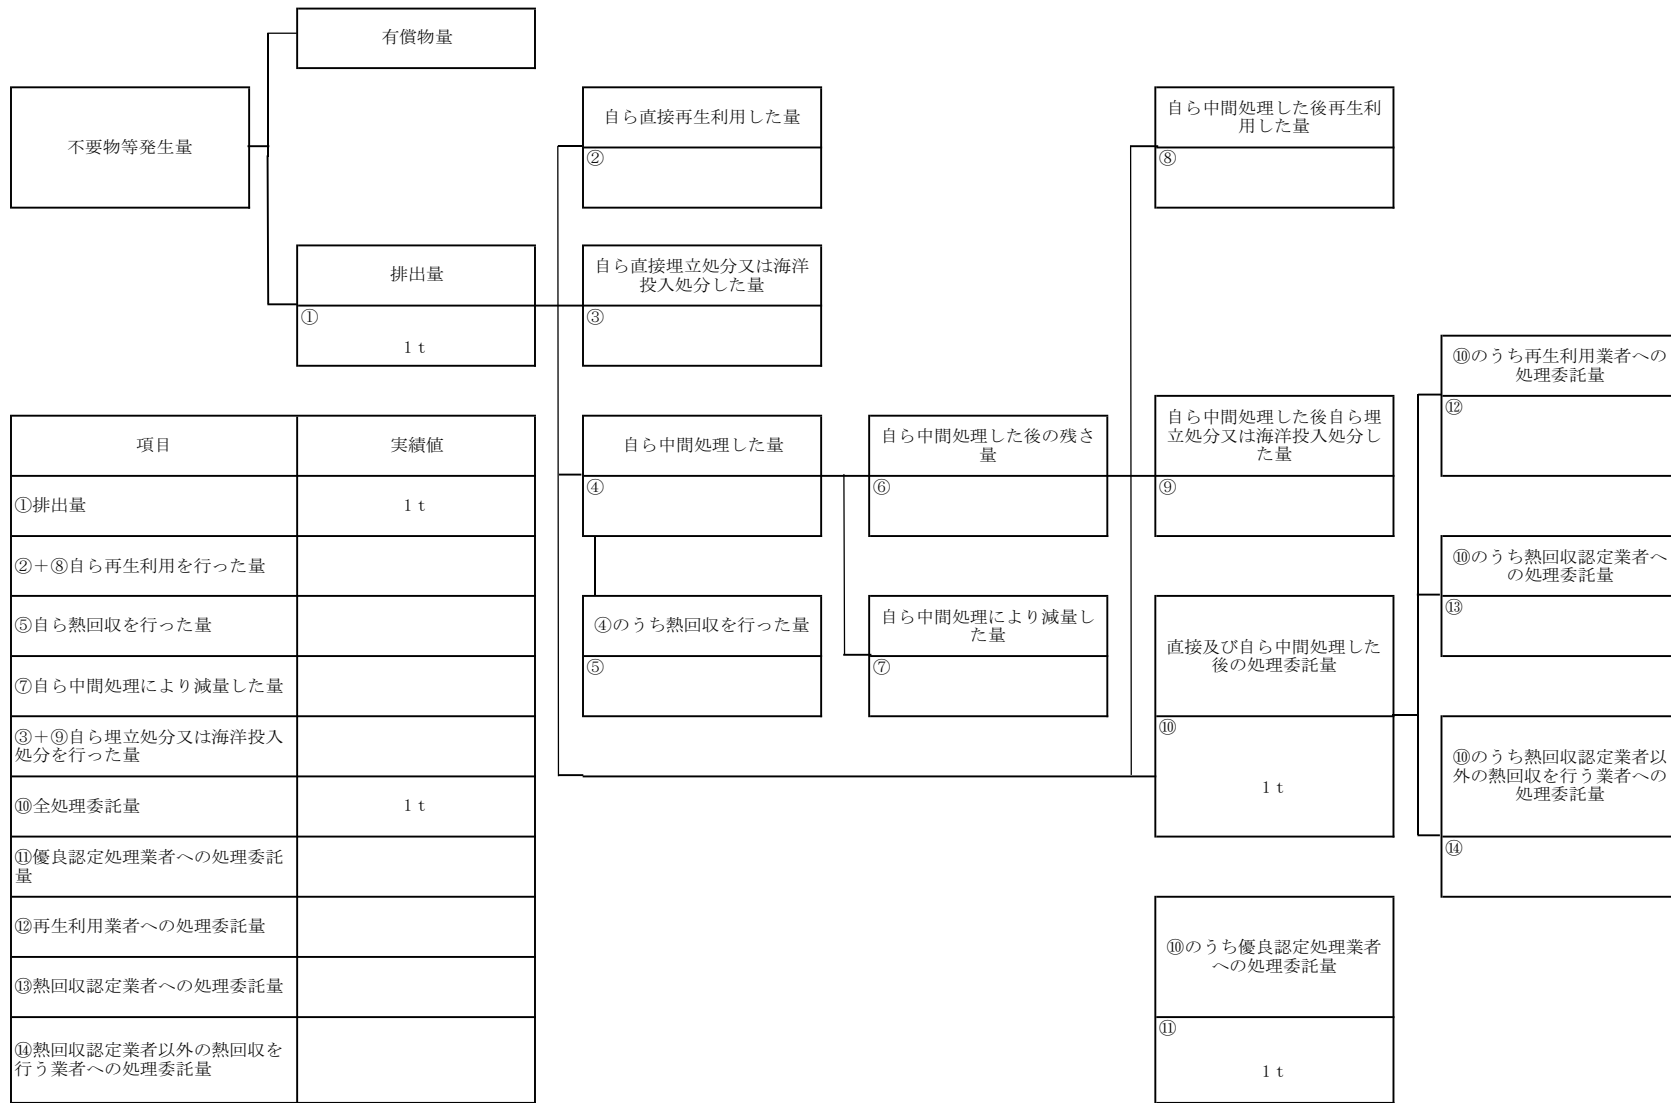 有償物量
不要物等発生量
自ら直接再生利用した量
②
自ら中間処理した後再生利
用した量
⑧
排出量
①
1 t
自ら直接埋立処分又は海洋
投入処分した量
③
自ら中間処理した量
④
自ら中間処理した後の残さ
量
⑥
自ら中間処理した後自ら埋
立処分又は海洋投入処分し
た量
⑨
④のうち熱回収を行った量
⑤
自ら中間処理により減量し
た量
⑦
直接及び自ら中間処理した
後の処理委託量
⑩
1 t
⑩のうち再生利用業者への
処理委託量
⑫
⑩のうち熱回収認定業者へ
の処理委託量
⑬
⑩のうち熱回収認定業者以
外の熱回収を行う業者への
処理委託量
⑭
⑩のうち優良認定処理業者
への処理委託量
⑪
1 t
項目 実績値
①排出量 1 t
②+⑧自ら再生利用を行った量
⑤自ら熱回収を行った量
⑦自ら中間処理により減量した量
③+⑨自ら埋立処分又は海洋投入
処分を行った量
⑩全処理委託量 1 t
⑪優良認定処理業者への処理委託
量
⑫再生利用業者への処理委託量
⑬熱回収認定業者への処理委託量
⑭熱回収認定業者以外の熱回収を
行う業者への処理委託量